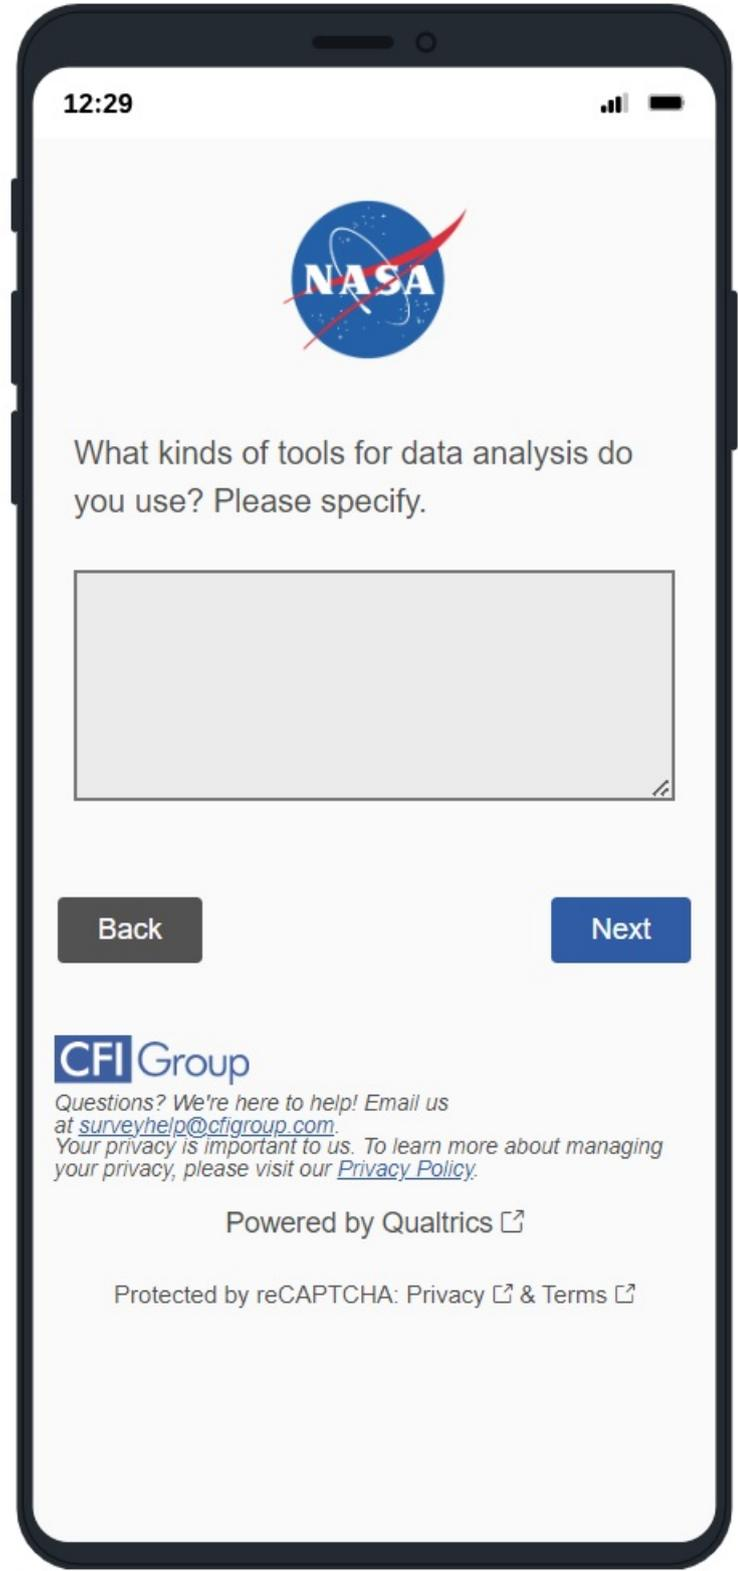 12:29
NASA
What kinds of tools for data analysis do
you use? Please specify.
Back
Next
CFI Group
Questions? We're here to help! Email us
at surveyhelp@cfigroup.com.
Your privacy is important to us. To learn more about managing
your privacy, please visit our Privacy Policy.
Powered by Qualtrics
Protected by reCAPTCHA: Privacy & Terms